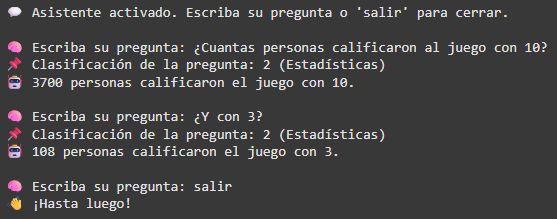 💬 Asistente activado. Escriba su pregunta o 'salir' para cerrar.
🧠 Escriba su pregunta: ¿Cuantas personas calificaron al juego con 10?
📌 Clasificación de la pregunta: 2 (Estadísticas)
🤖 3700 personas calificaron el juego con 10.
🧠 Escriba su pregunta: ¿Y con 3?
📌 Clasificación de la pregunta: 2 (Estadísticas)
🤖 108 personas calificaron el juego con 3.
🧠 Escriba su pregunta: salir
👋 ¡Hasta luego!